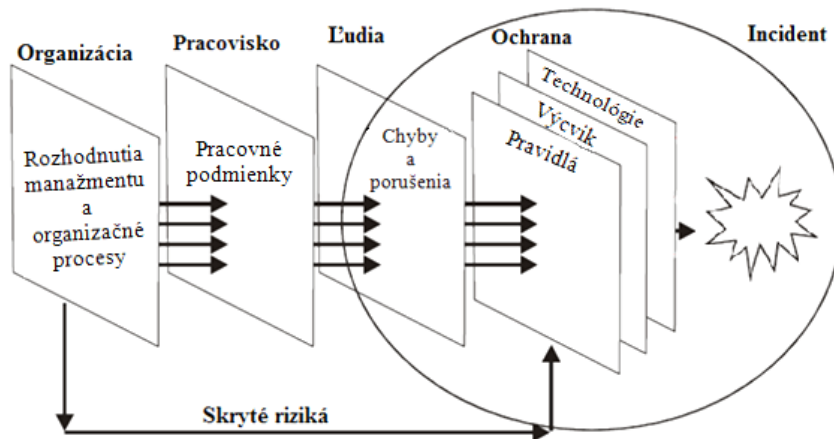 Organizácia
Pracovisko
Ľudia
Ochrana
Incident
Rozhodnutia
manažmentu
a
organizačné
procesy
Pracovné
podmienky
Chyby
a
porušenia
Technológie
Výcvik
Pravidlá
Skryté riziká